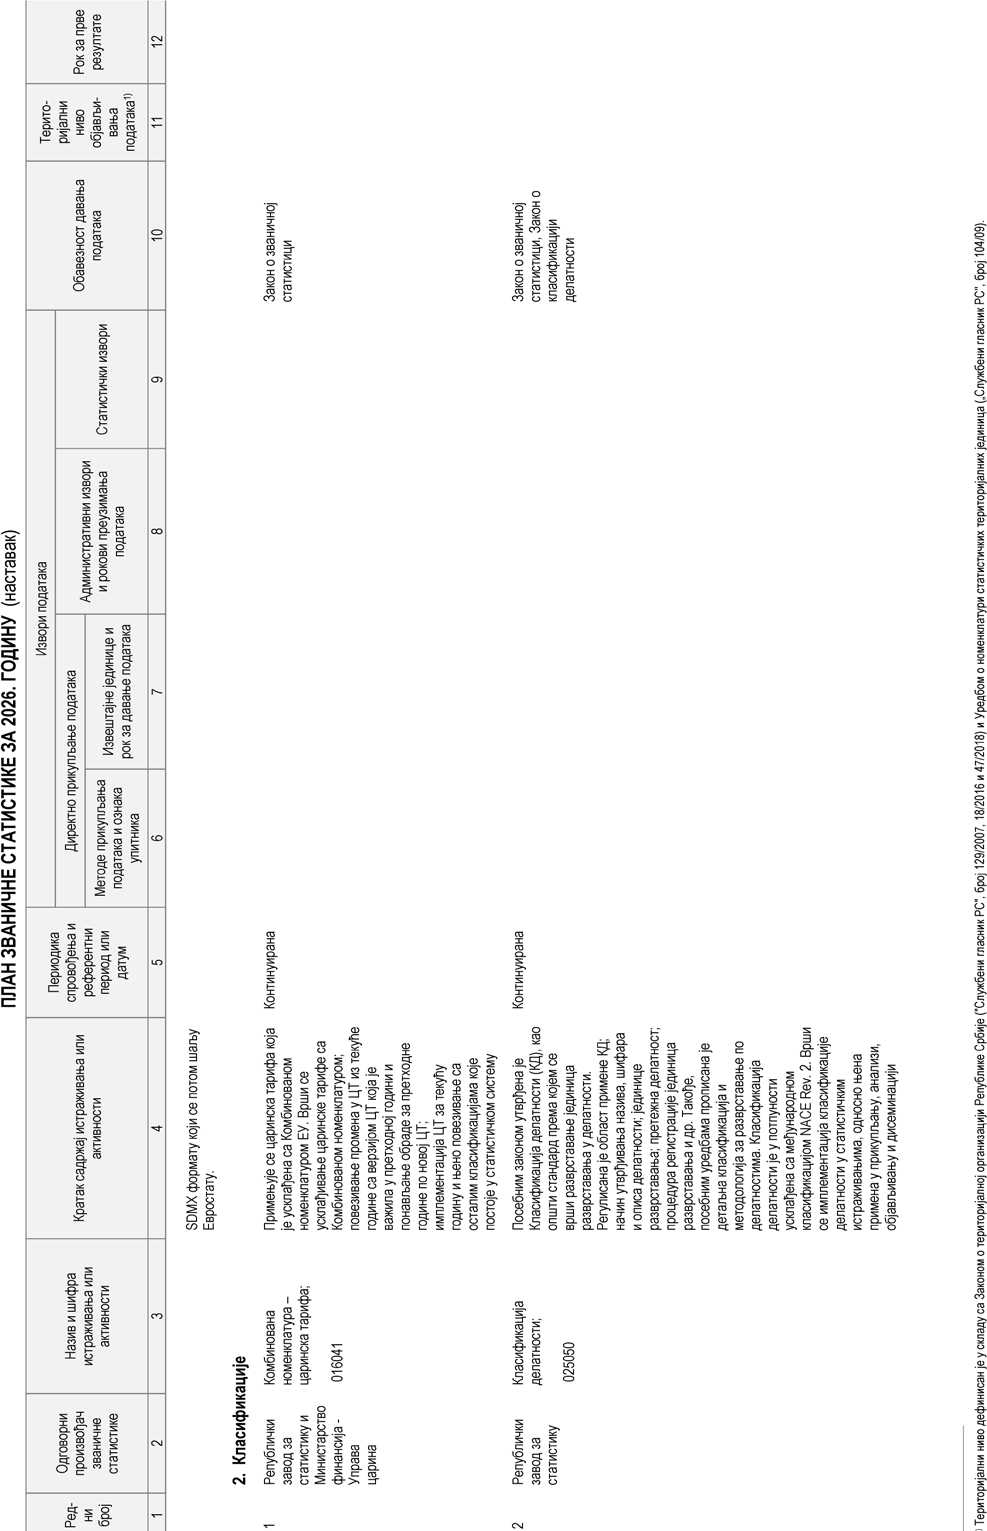 ПЛАН ЗВАНИЧНЕ СТАТИСТИКЕ ЗА 2026. ГОДИНУ (наставак)
Ред-
ни
број
Одговорни
произвођач
званичне
статистике
Назив и шифра
истраживања или
активности
Кратак садржај истраживања или
активности
Периодика
спровођења и
референтни
период или
датум
Извори података
Директно прикупљање података
Методе прикупљања
података и ознака
упитника
Извештајне јединице и
рок за давање података
Административни извори
и рокови преузимања
података
Статистички извори
Обавезност давања
података
Терито-
ријални
ниво
објављи-
вања
података1)
Рок за прве
резултате
1 2 3 4 5 6 7 8 9 10 11 12
SDMX формату који се потом шаљу
Евростату.
2. Класификације
1
Републички
завод за
статистику и
Министарство
финансија -
Управа
царина
Комбинована
номенклатура –
царинска тарифа;
016041
Примењује се царинска тарифа која
је усклађена са Комбинованом
номенклатуром ЕУ. Врши се
усклађивање царинске тарифе са
Комбинованом номенклатуром;
повезивање промена у ЦТ из текуће
године са верзијом ЦТ која је
важила у претходној години и
понављање обраде за претходне
године по новој ЦТ;
имплементација ЦТ за текућу
годину и њено повезивање са
осталим класификацијама које
постоје у статистичком систему
Континуирана
Закон о званичној
статистици
2
Републички
завод за
статистику
Класификација
делатности;
025050
Посебним законом утврђена је
Класификација делатности (КД), као
општи стандард према којем се
врши разврставање јединица
разврставања у делатности.
Регулисана је област примене КД;
начин утврђивања назива, шифара
и описа делатности; јединице
разврставања; претежна делатност;
процедура регистрације јединица
разврставања и др. Такође,
посебним уредбама прописана је
детаљна класификација и
методологија за разврставање по
делатностима. Класификација
делатности је у потпуности
усклађена са међународном
класификацијом NACE Rev. 2. Врши
се имплементација класификације
делатности у статистичким
истраживањима, односно њена
примена у прикупљању, анализи,
објављивању и дисеминацији
Континуирана
Закон о званичној
статистици, Закон о
класификацији
делатности
) Територијални ниво дефинисан је у складу са Законом о територијалној организацији Републике Србије ("Службени гласник РС", број 129/2007, 18/2016 и 47/2018) и Уредбом о номенклатури статистичких територијалних јединица („Службени гласник РС", број 104/09).